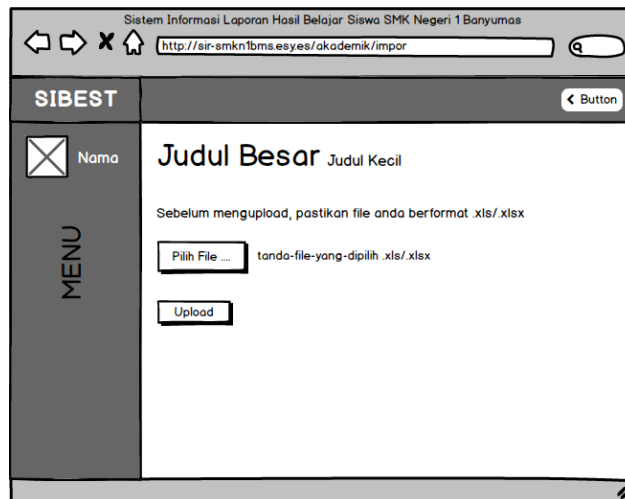 Sistem Informasi Laporan Hasil Belajar Siswa SMK Negeri 1 Banyumas
http://sir-smkn1bms.esy.es/akademik/impor
SIBEST
Button
Nama
Judul Besar Judul Kecil
Sebelum mengupload, pastikan file anda berformat .xls/.xlsx
MENU
Pilih File .... tanda-file-yang-dipilih .xls/.xlsx
Upload